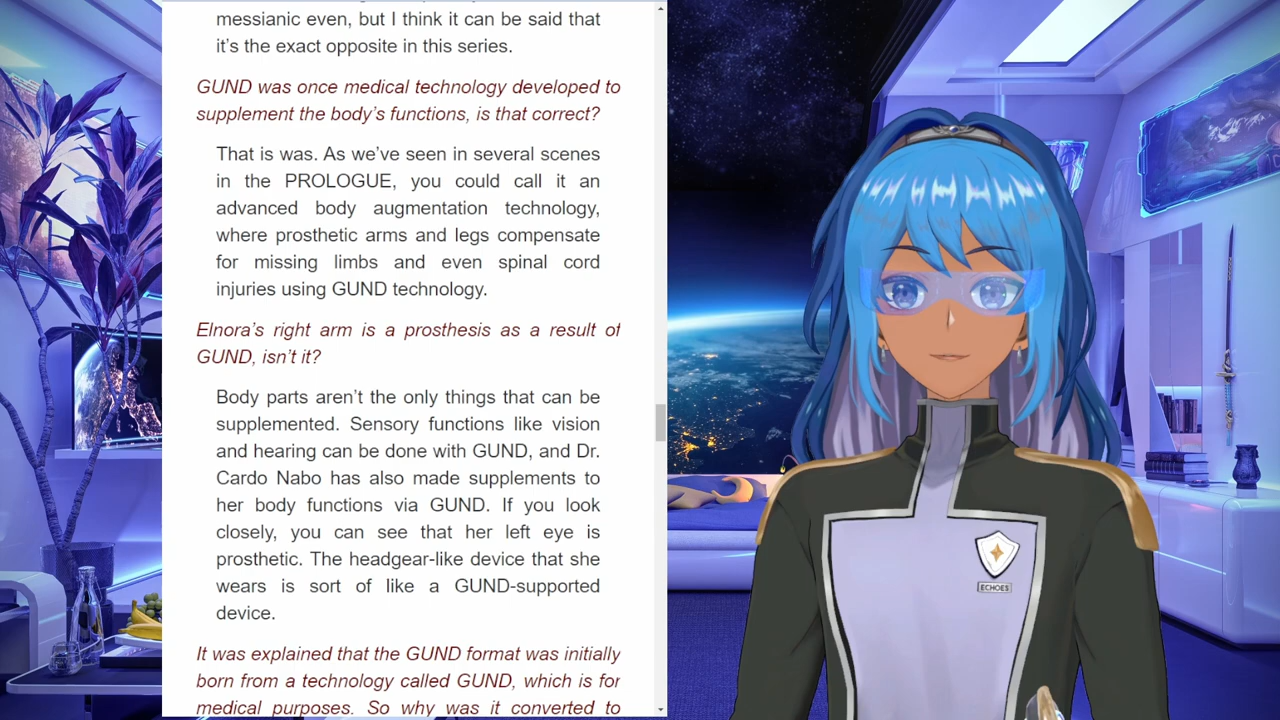 messianic even, but I think it can be said that
it's the exact opposite in this series.
GUND was once medical technology developed to
supplement the body's functions, is that correct?
That is was. As we've seen in several scenes
in the PROLOGUE, you could call it an
advanced body augmentation technology,
where prosthetic arms and legs compensate
for missing limbs and even spinal cord
injuries using GUND technology.
Elnora's right arm is a prosthesis as a result of
GUND, isn't it?
Body parts aren't the only things that can be
supplemented. Sensory functions like vision
and hearing can be done with GUND, and Dr.
Cardo Nabo has also made supplements to
her body functions via GUND. If you look
closely, you can see that her left eye is
prosthetic. The headgear-like device that she
wears is sort of like a GUND-supported
device.
It was explained that the GUND format was initially
born from a technology called GUND, which is for
medical purposes. So why was it converted to
ECHOES